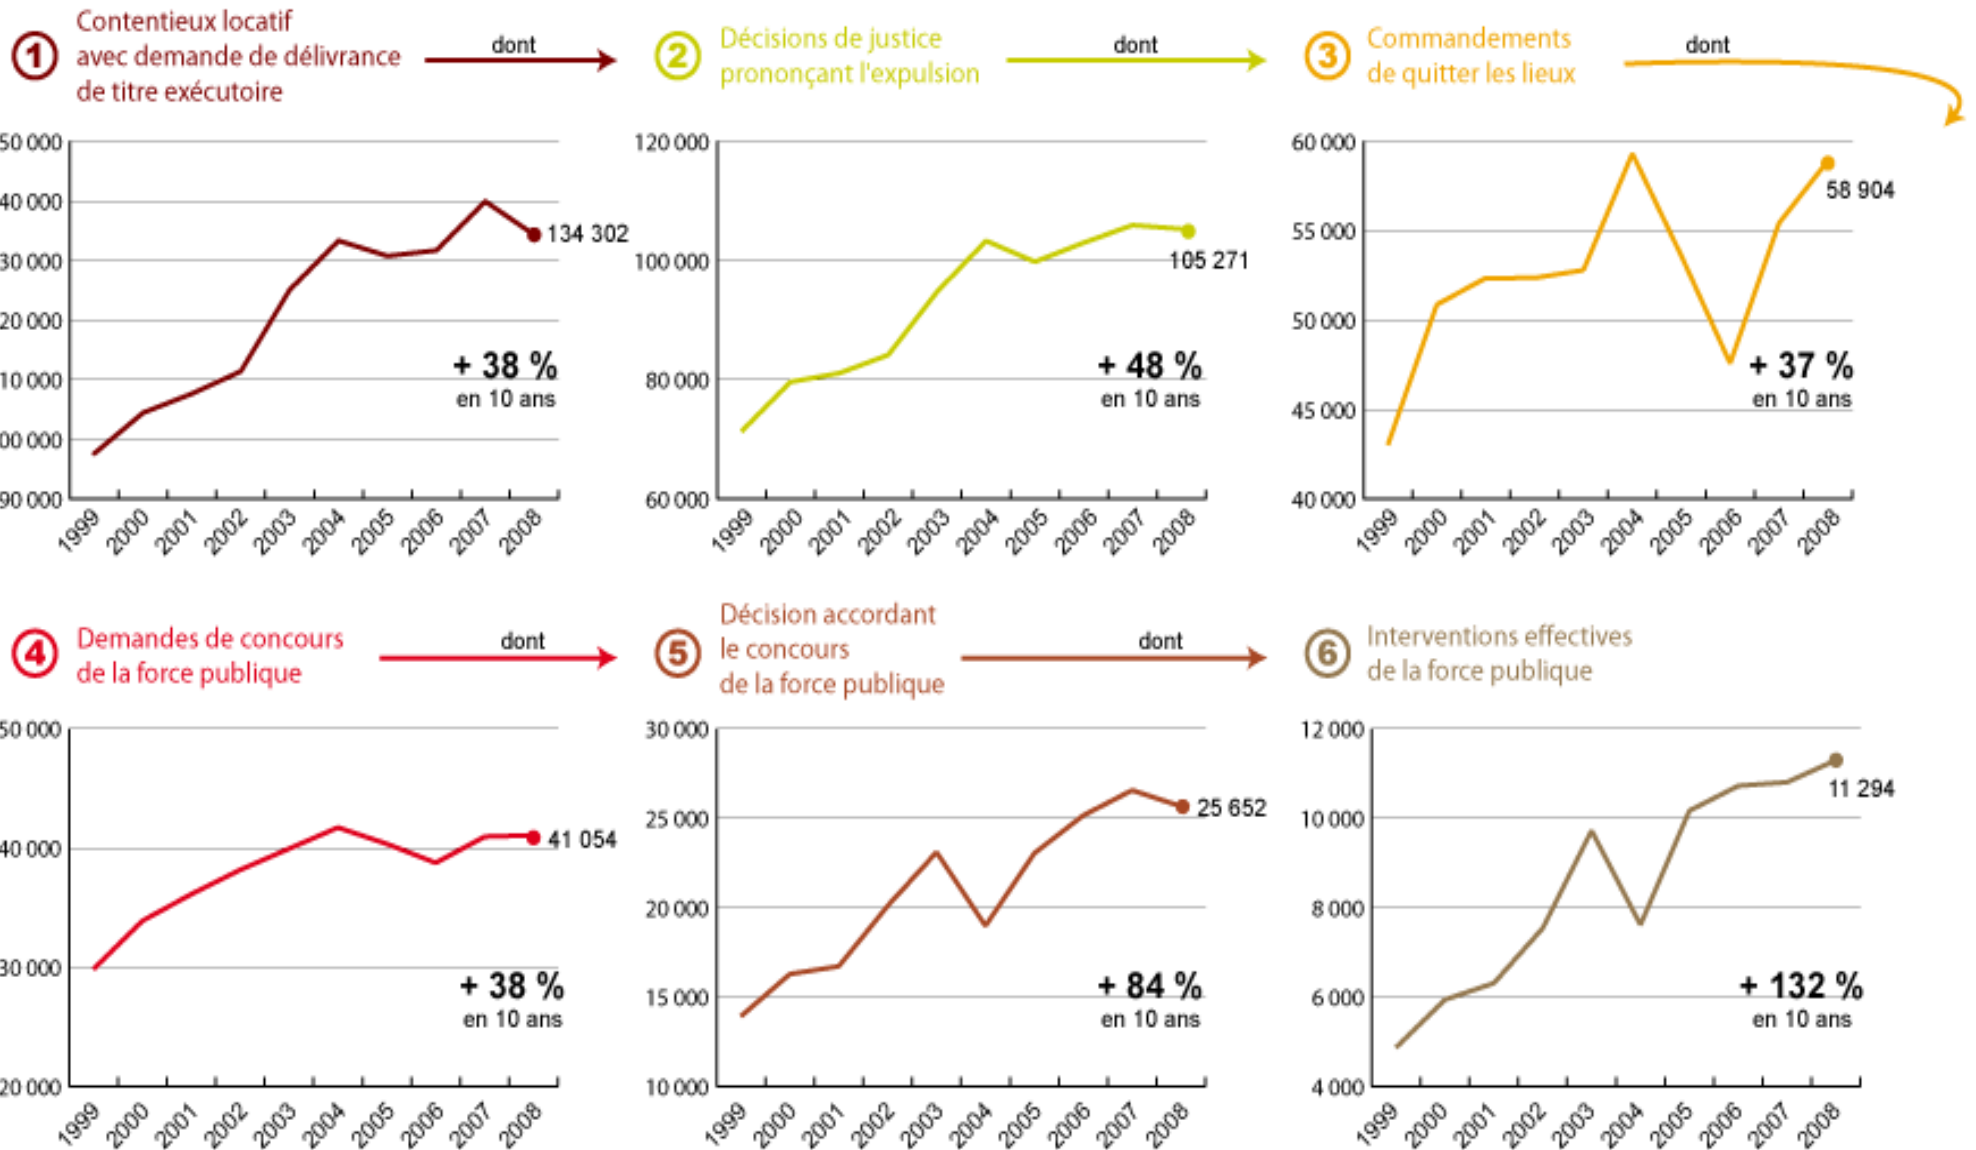 1
Contentieux locatif
avec demande de délivrance
de titre exécutoire
dont
2
Décisions de justice
prononçant l'expulsion
dont
3
Commandements
de quitter les lieux
dont
50 000
40 000
30 000
20 000
10 000
00 000
90 000
134 302
+ 38 %
en 10 ans
1999 2000 2001 2002 2003 2004 2005 2006 2007 2008
120 000
100 000
80 000
60 000
105 271
+ 48 %
en 10 ans
1999 2000 2001 2002 2003 2004 2005 2006 2007 2008
60 000
55 000
50 000
45 000
40 000
58 904
+ 37 %
en 10 ans
1999 2000 2001 2002 2003 2004 2005 2006 2007 2008
4
Demandes de concours
de la force publique
dont
5
Décision accordant
le concours
de la force publique
dont
6
Interventions effectives
de la force publique
50 000
40 000
30 000
20 000
41 054
+ 38 %
en 10 ans
1999 2000 2001 2002 2003 2004 2005 2006 2007 2008
30 000
25 000
20 000
15 000
10 000
25 652
+ 84 %
en 10 ans
1999 2000 2001 2002 2003 2004 2005 2006 2007 2008
12 000
10 000
8 000
6 000
4 000
11 294
+ 132 %
en 10 ans
1999 2000 2001 2002 2003 2004 2005 2006 2007 2008